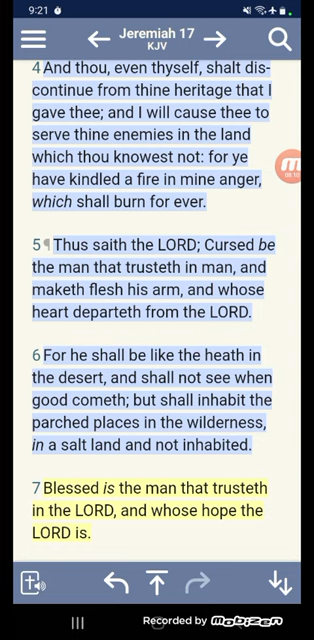 9:21
Jeremiah 17
KJV
4 And thou, even thyself, shalt dis-
continue from thine heritage that I
gave thee; and I will cause thee to
serve thine enemies in the land
which thou knowest not: for ye
have kindled a fire in mine anger,
which shall burn for ever.
5 ¶ Thus saith the LORD; Cursed be
the man that trusteth in man, and
maketh flesh his arm, and whose
heart departeth from the LORD.
6 For he shall be like the heath in
the desert, and shall not see when
good cometh; but shall inhabit the
parched places in the wilderness,
in a salt land and not inhabited.
7 Blessed is the man that trusteth
in the LORD, and whose hope the
LORD is.
Recorded by mobizen